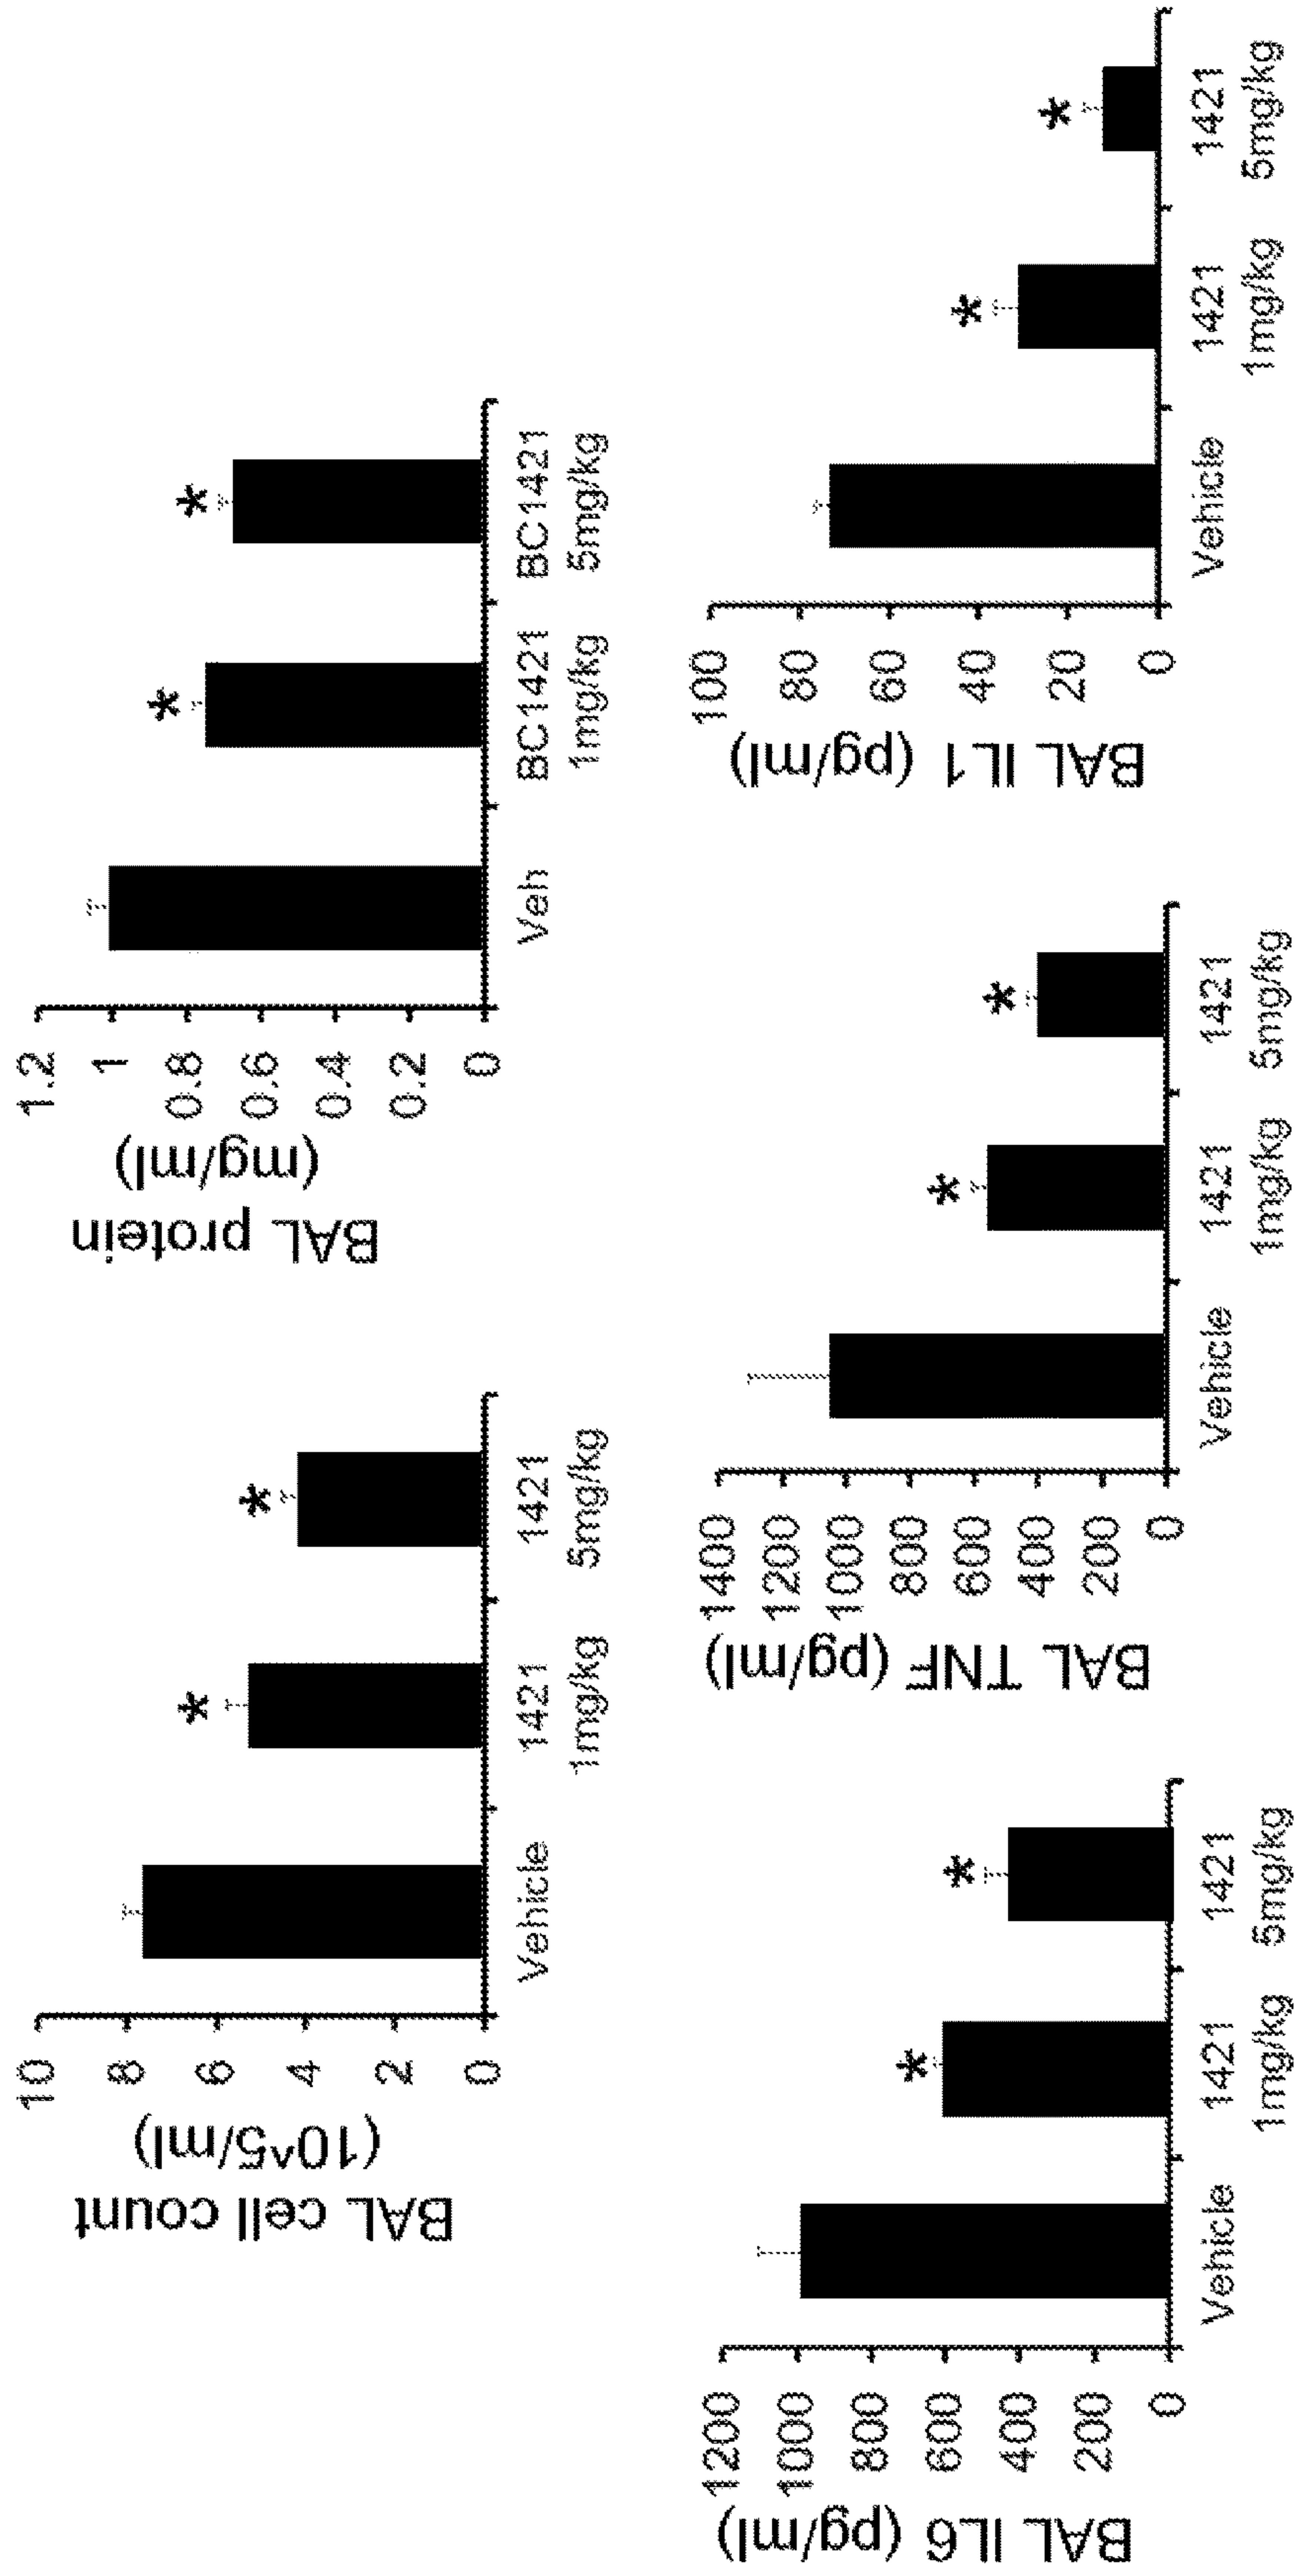 BAL cell count
(10^5/ml)
10
8
6
4
2
0
Vehicle
1421
1mg/kg
1421
5mg/kg
*
*
BAL protein
(mg/ml)
1.2
1
0.8
0.6
0.4
0.2
0
Veh
BC1421
1mg/kg
BC1421
5mg/kg
*
*
BAL IL6 (pg/ml)
1200
1000
800
600
400
200
0
Vehicle
1421
1mg/kg
1421
5mg/kg
*
*
BAL TNF (pg/ml)
1400
1200
1000
800
600
400
200
0
Vehicle
1421
1mg/kg
1421
5mg/kg
*
*
BAL IL1 (pg/ml)
100
80
60
40
20
0
Vehicle
1421
1mg/kg
1421
5mg/kg
*
*